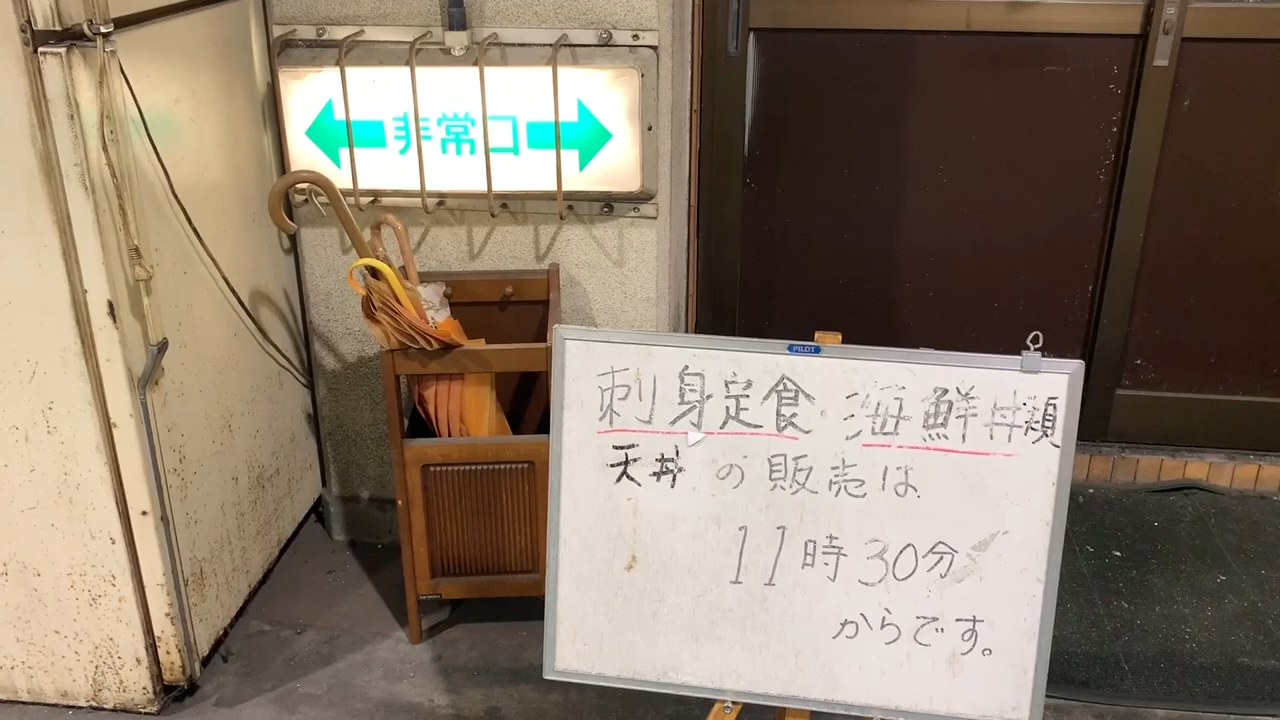 非常口
PILOT
刺身定食 海鮮丼類
天丼 の販売は
11時30分
からです。